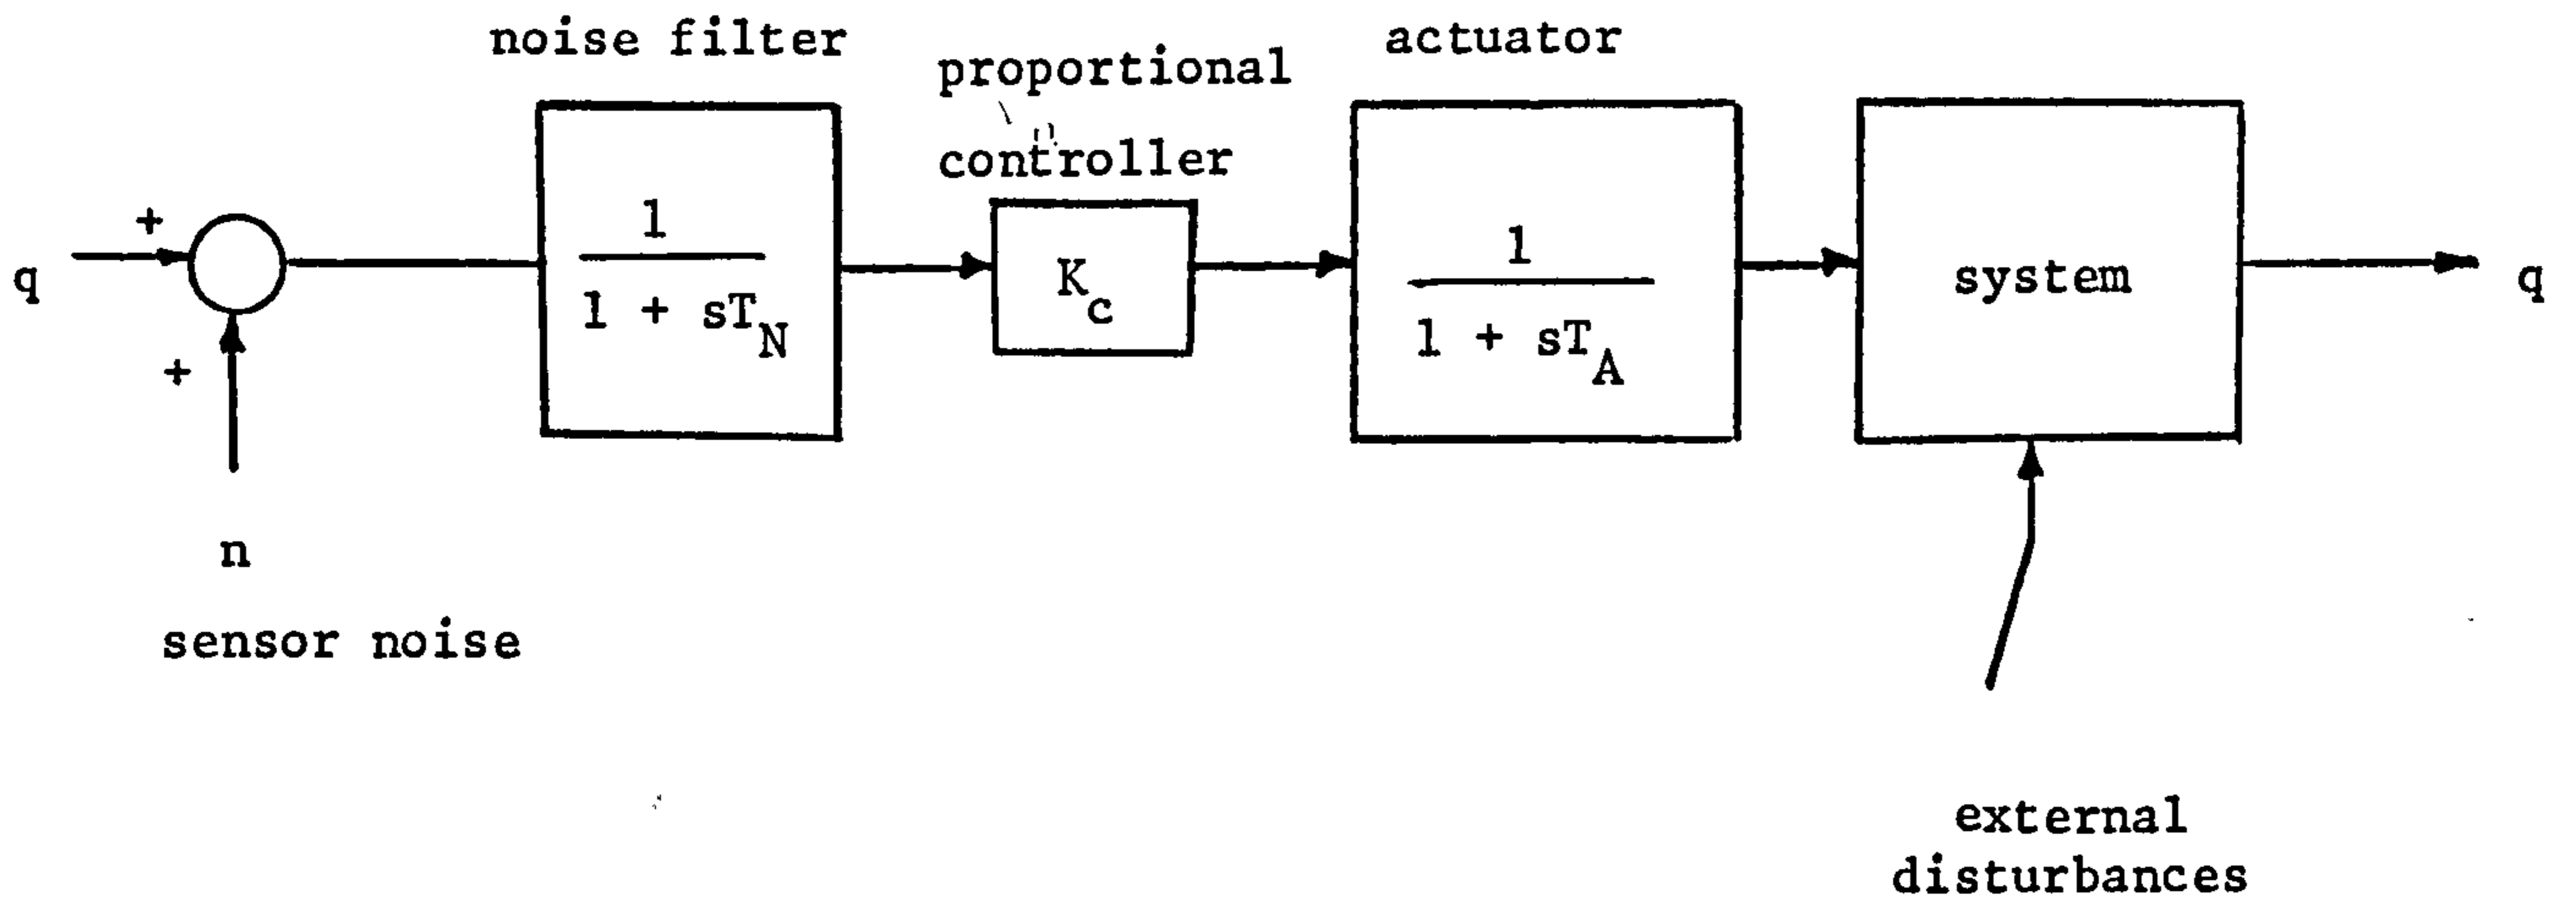 noise filter
proportional
controller
actuator
+
q
+
n
sensor noise
1
1 + sT_N
K_c
1
1 + sT_A
system
q
external
disturbances